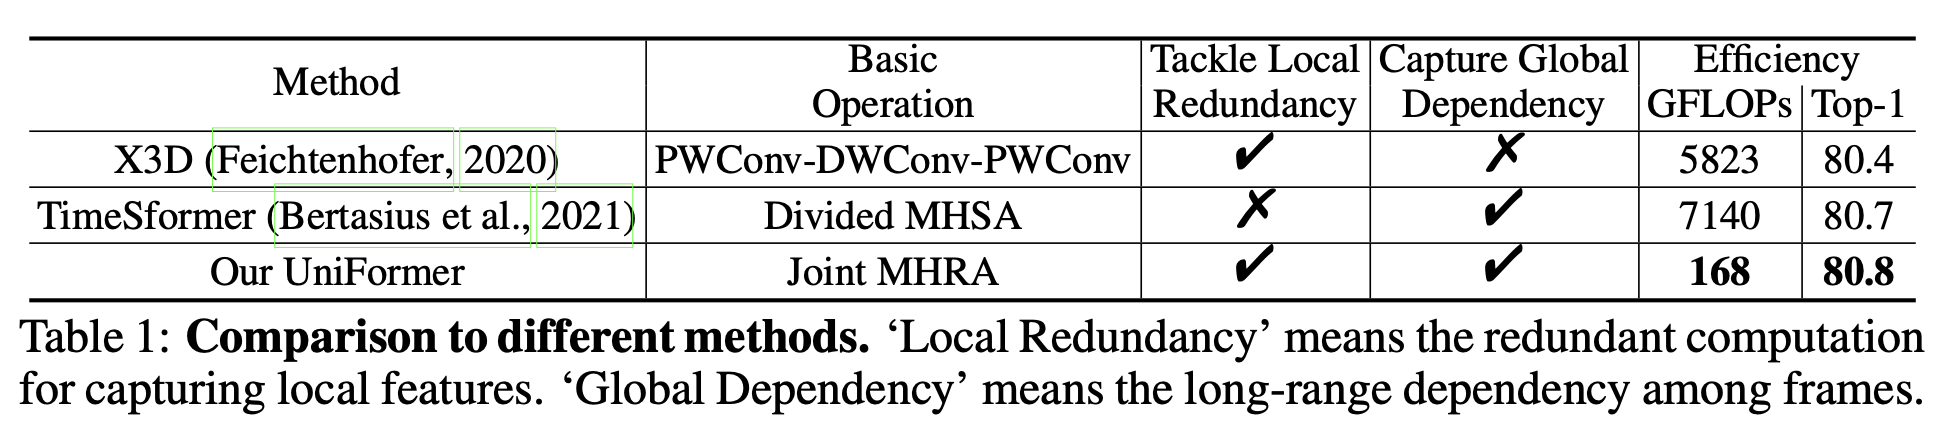 Method Basic Operation Tackle Local Redundancy Capture Global Dependency Efficiency GFLOPs Top-1
X3D (Feichtenhofer, 2020) PWConv-DWConv-PWConv ✔ ✘ 5823 80.4
TimeSformer (Bertasius et al., 2021) Divided MHSA ✘ ✔ 7140 80.7
Our UniFormer Joint MHRA ✔ ✔ 168 80.8
Table 1: Comparison to different methods. ‘Local Redundancy’ means the redundant computation
for capturing local features. ‘Global Dependency’ means the long-range dependency among frames.